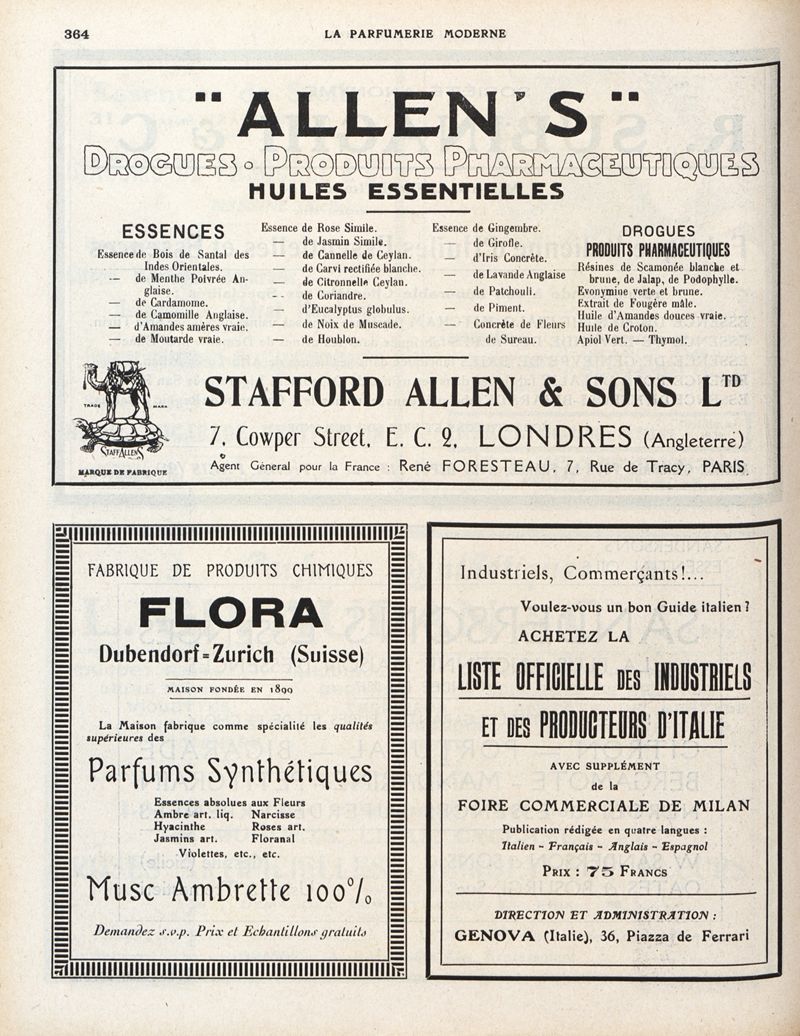 364
LA PARFUMERIE MODERNE
"ALLEN'S"
DROGUES • PRODUITS PHARMACEUTIQUES
HUILES ESSENTIELLES
ESSENCES
Essence de Bois de Santal des
Indes Orientales.
— de Menthe Poivrée An-
glaise.
— de Cardamome.
— de Camomille Anglaise.
— d'Amandes amères vraie.
— de Moutarde vraie.
Essence de Rose Simile.
— de Jasmin Simile.
— de Cannelle de Ceylan.
— de Carvi rectifiée blanche.
— de Citronnelle Ceylan.
— de Coriandre.
— d'Eucalyptus globulus.
— de Noix de Muscade.
— de Houblon.
Essence de Gingembre.
— de Girofle.
— d'Iris Concrète.
— de Lavande Anglaise
— de Patchouli.
— de Piment.
— Concrète de Fleurs
de Sureau.
DROGUES
PRODUITS PHARMACEUTIQUES
Résines de Scamonée blanche et
brune, de Jalap, de Podophylle.
Evonymine verte et brune.
Extrait de Fougère mâle.
Huile d'Amandes douces vraie.
Huile de Croton.
Apiol Vert. — Thymol.
TRADE MARK
STAFFALLENS
MARQUE DE FABRIQUE
STAFFORD ALLEN & SONS LTD
7, Cowper Street, E. C. 2, LONDRES (Angleterre)
Agent Général pour la France : René FORESTEAU, 7, Rue de Tracy, PARIS
FABRIQUE DE PRODUITS CHIMIQUES
FLORA
Dubendorf=Zurich (Suisse)
MAISON FONDÉE EN 1899
La Maison fabrique comme spécialité les qualités
supérieures des
Parfums Synthétiques
Essences absolues aux Fleurs
Ambre art. liq. Narcisse
Hyacinthe Roses art.
Jasmins art. Floranal
Violettes, etc., etc.
Musc Ambrette 100%
Demandez s.v.p. Prix et Echantillons gratuits
Industriels, Commerçants!...
Voulez-vous un bon Guide italien ?
ACHETEZ LA
LISTE OFFICIELLE DES INDUSTRIELS
ET DES PRODUCTEURS D'ITALIE
AVEC SUPPLÉMENT
de la
FOIRE COMMERCIALE DE MILAN
Publication rédigée en quatre langues :
Italien - Français - Anglais - Espagnol
PRIX : 75 FRANCS
DIRECTION ET ADMINISTRATION :
GENOVA (Italie), 36, Piazza de Ferrari